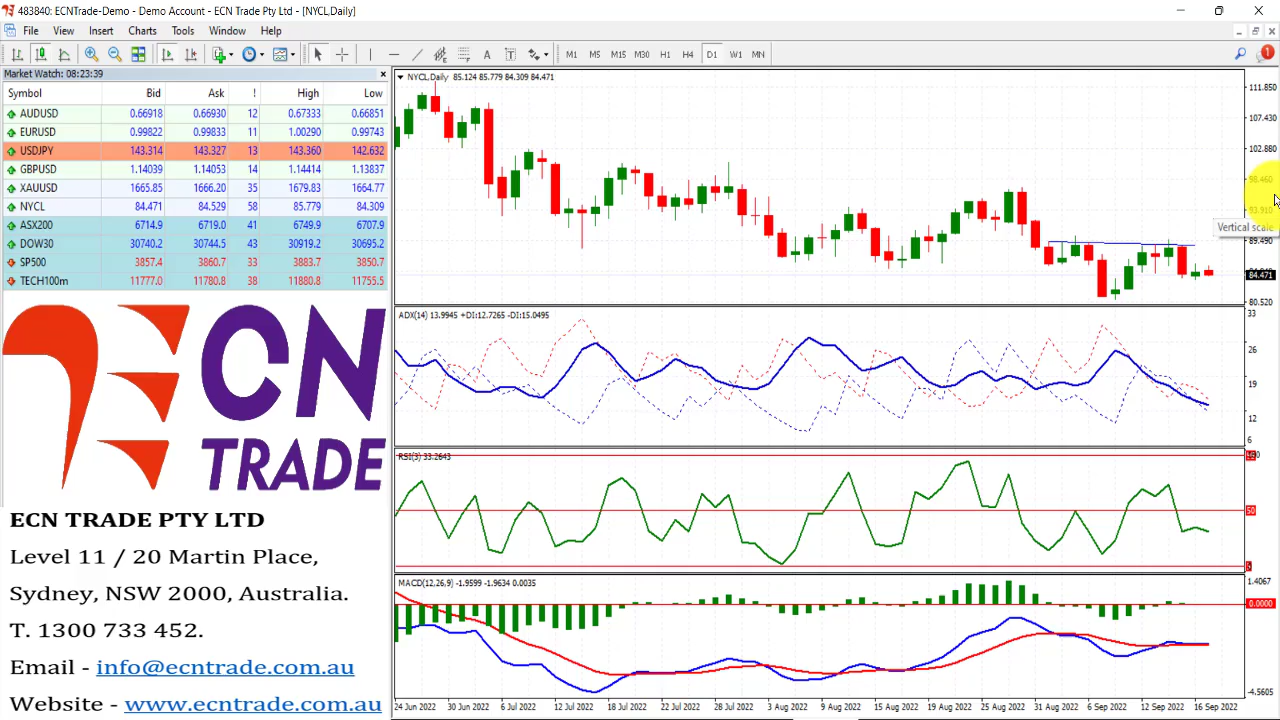 483840: ECNTrade-Demo - Demo Account - ECN Trade Pty Ltd - [NYCL,Daily]
File View Insert Charts Tools Window Help
M1 M5 M15 M30 H1 H4 D1 W1 MN
1
Market Watch: 08:23:39
Symbol Bid Ask ! High Low
AUDUSD 0.66918 0.66930 12 0.67333 0.66851
EURUSD 0.99822 0.99833 11 1.00290 0.99743
USDJPY 143.314 143.327 13 143.360 142.632
GBPUSD 1.14039 1.14053 14 1.14414 1.13837
XAUUSD 1665.85 1666.20 35 1679.83 1664.77
NYCL 84.471 84.529 58 85.779 84.309
ASX200 6714.9 6719.0 41 6749.9 6707.9
DOW30 30740.2 30744.5 43 30919.2 30695.2
SP500 3857.4 3860.7 33 3883.7 3850.7
TECH100m 11777.0 11780.8 38 11880.8 11755.5
ECN
TRADE
ECN TRADE PTY LTD
Level 11 / 20 Martin Place,
Sydney, NSW 2000, Australia.
T. 1300 733 452.
Email - info@ecntrade.com.au
Website - www.ecntrade.com.au
NYCL,Daily 85.124 85.779 84.309 84.471
111.850
107.430
102.880
98.460
93.910
Vertical scale
89.490
84.471
80.520
ADX(14) 13.9945 +DI:12.7265 -DI:15.0495
33
26
19
12
6
RSI(3) 33.2643
50
MACD(12,26,9) -1.9599 -1.9634 0.0035
1.4067
0.0000
-4.5605
24 Jun 2022 30 Jun 2022 6 Jul 2022 12 Jul 2022 18 Jul 2022 22 Jul 2022 28 Jul 2022 3 Aug 2022 9 Aug 2022 15 Aug 2022 19 Aug 2022 25 Aug 2022 31 Aug 2022 6 Sep 2022 12 Sep 2022 16 Sep 2022